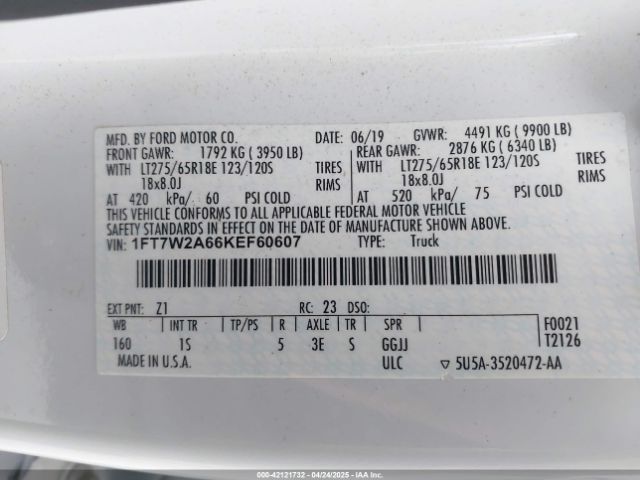 MFD. BY FORD MOTOR CO. DATE: 06/19 GVWR: 4491 KG ( 9900 LB)
FRONT GAWR: 1792 KG ( 3950 LB) REAR GAWR: 2876 KG ( 6340 LB)
WITH LT275/65R18E 123/120S TIRES WITH LT275/65R18E 123/120S TIRES
18x8.0J RIMS 18x8.0J RIMS
AT 420 kPa/ 60 PSI COLD AT 520 kPa/ 75 PSI COLD
THIS VEHICLE CONFORMS TO ALL APPLICABLE FEDERAL MOTOR VEHICLE
SAFETY STANDARDS IN EFFECT ON THE DATE OF MANUFACTURE SHOWN ABOVE.
VIN: 1FT7W2A66KEF60607 TYPE: Truck
EXT PNT: Z1 RC: 23 DSO:
WB INT TR TP/PS R AXLE TR SPR F0021
160 1S 5 3E S GGJJ T2126
MADE IN U.S.A. ULC ▽ 5U5A-3520472-AA
000-42121732 - 04/24/2025 - IAAI.COM